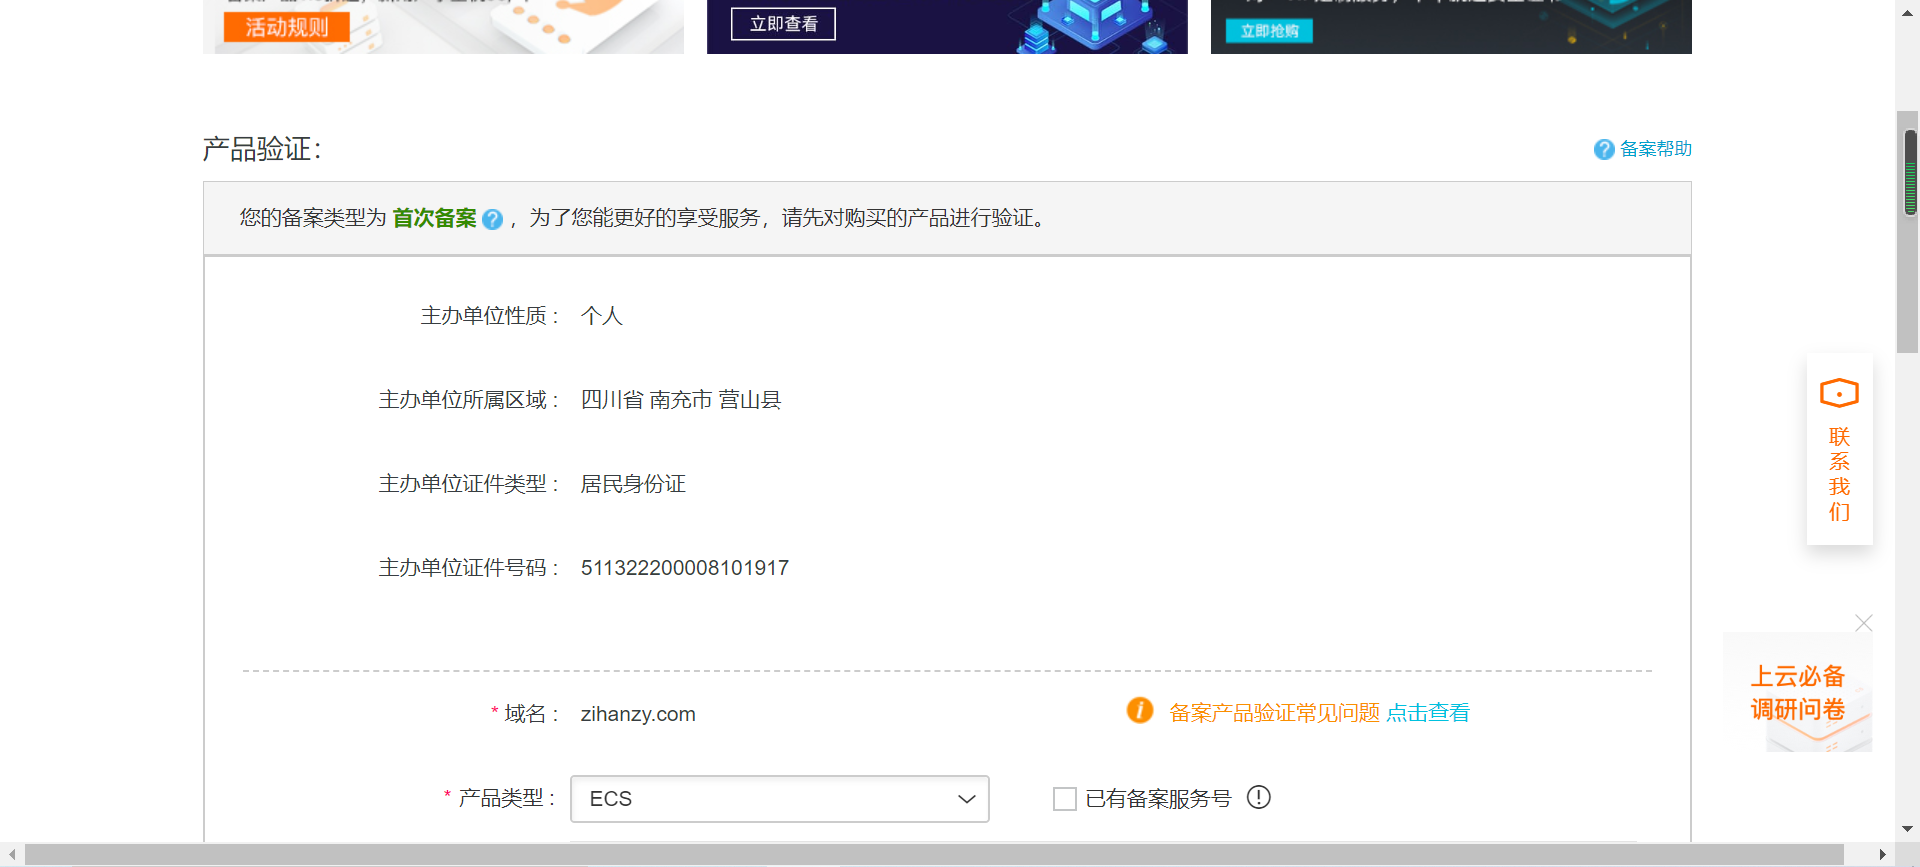 活动规则
立即查看
立即抢购
产品验证：
备案帮助
您的备案类型为 首次备案 ，为了您能更好的享受服务，请先对购买的产品进行验证。
主办单位性质： 个人
主办单位所属区域： 四川省 南充市 营山县
主办单位证件类型： 居民身份证
主办单位证件号码： 511322200008101917
* 域名： zihanzy.com
备案产品验证常见问题 点击查看
* 产品类型： ECS
已有备案服务号
联系我们
上云必备
调研问卷